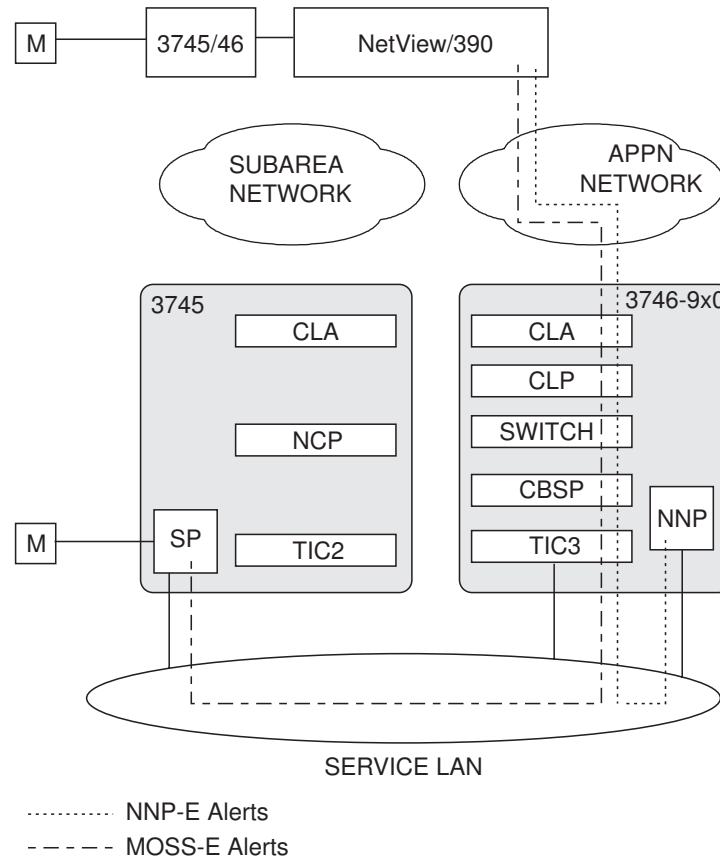 M
3745/46
NetView/390
SUBAREA
NETWORK
APPN
NETWORK
3745
CLA
NCP
SP
TIC2
M
3746-9x0
CLA
CLP
SWITCH
CBSP
TIC3
NNP
SERVICE LAN
NNP-E Alerts
MOSS-E Alerts